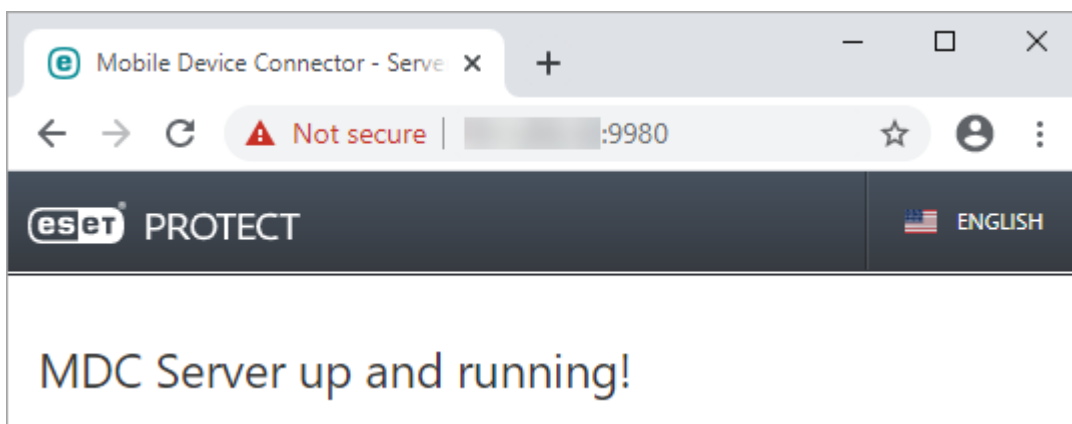 Mobile Device Connector - Serve
Not secure :9980
eset PROTECT ENGLISH
MDC Server up and running!